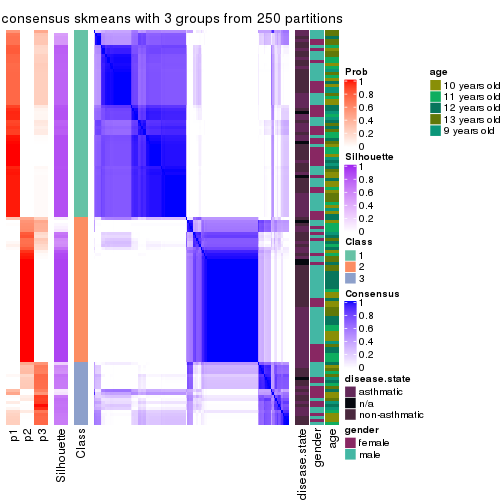 consensus skmeans with 3 groups from 250 partitions
Prob
1
0.8
0.6
0.4
0.2
0
Silhouette
1
0.8
0.6
0.4
0.2
0
Class
1
2
3
Consensus
1
0.8
0.6
0.4
0.2
0
disease.state
asthmatic
n/a
non-asthmatic
gender
female
male
age
10 years old
11 years old
12 years old
13 years old
9 years old
p1
p2
p3
Silhouette
Class
disease.state
gender
age